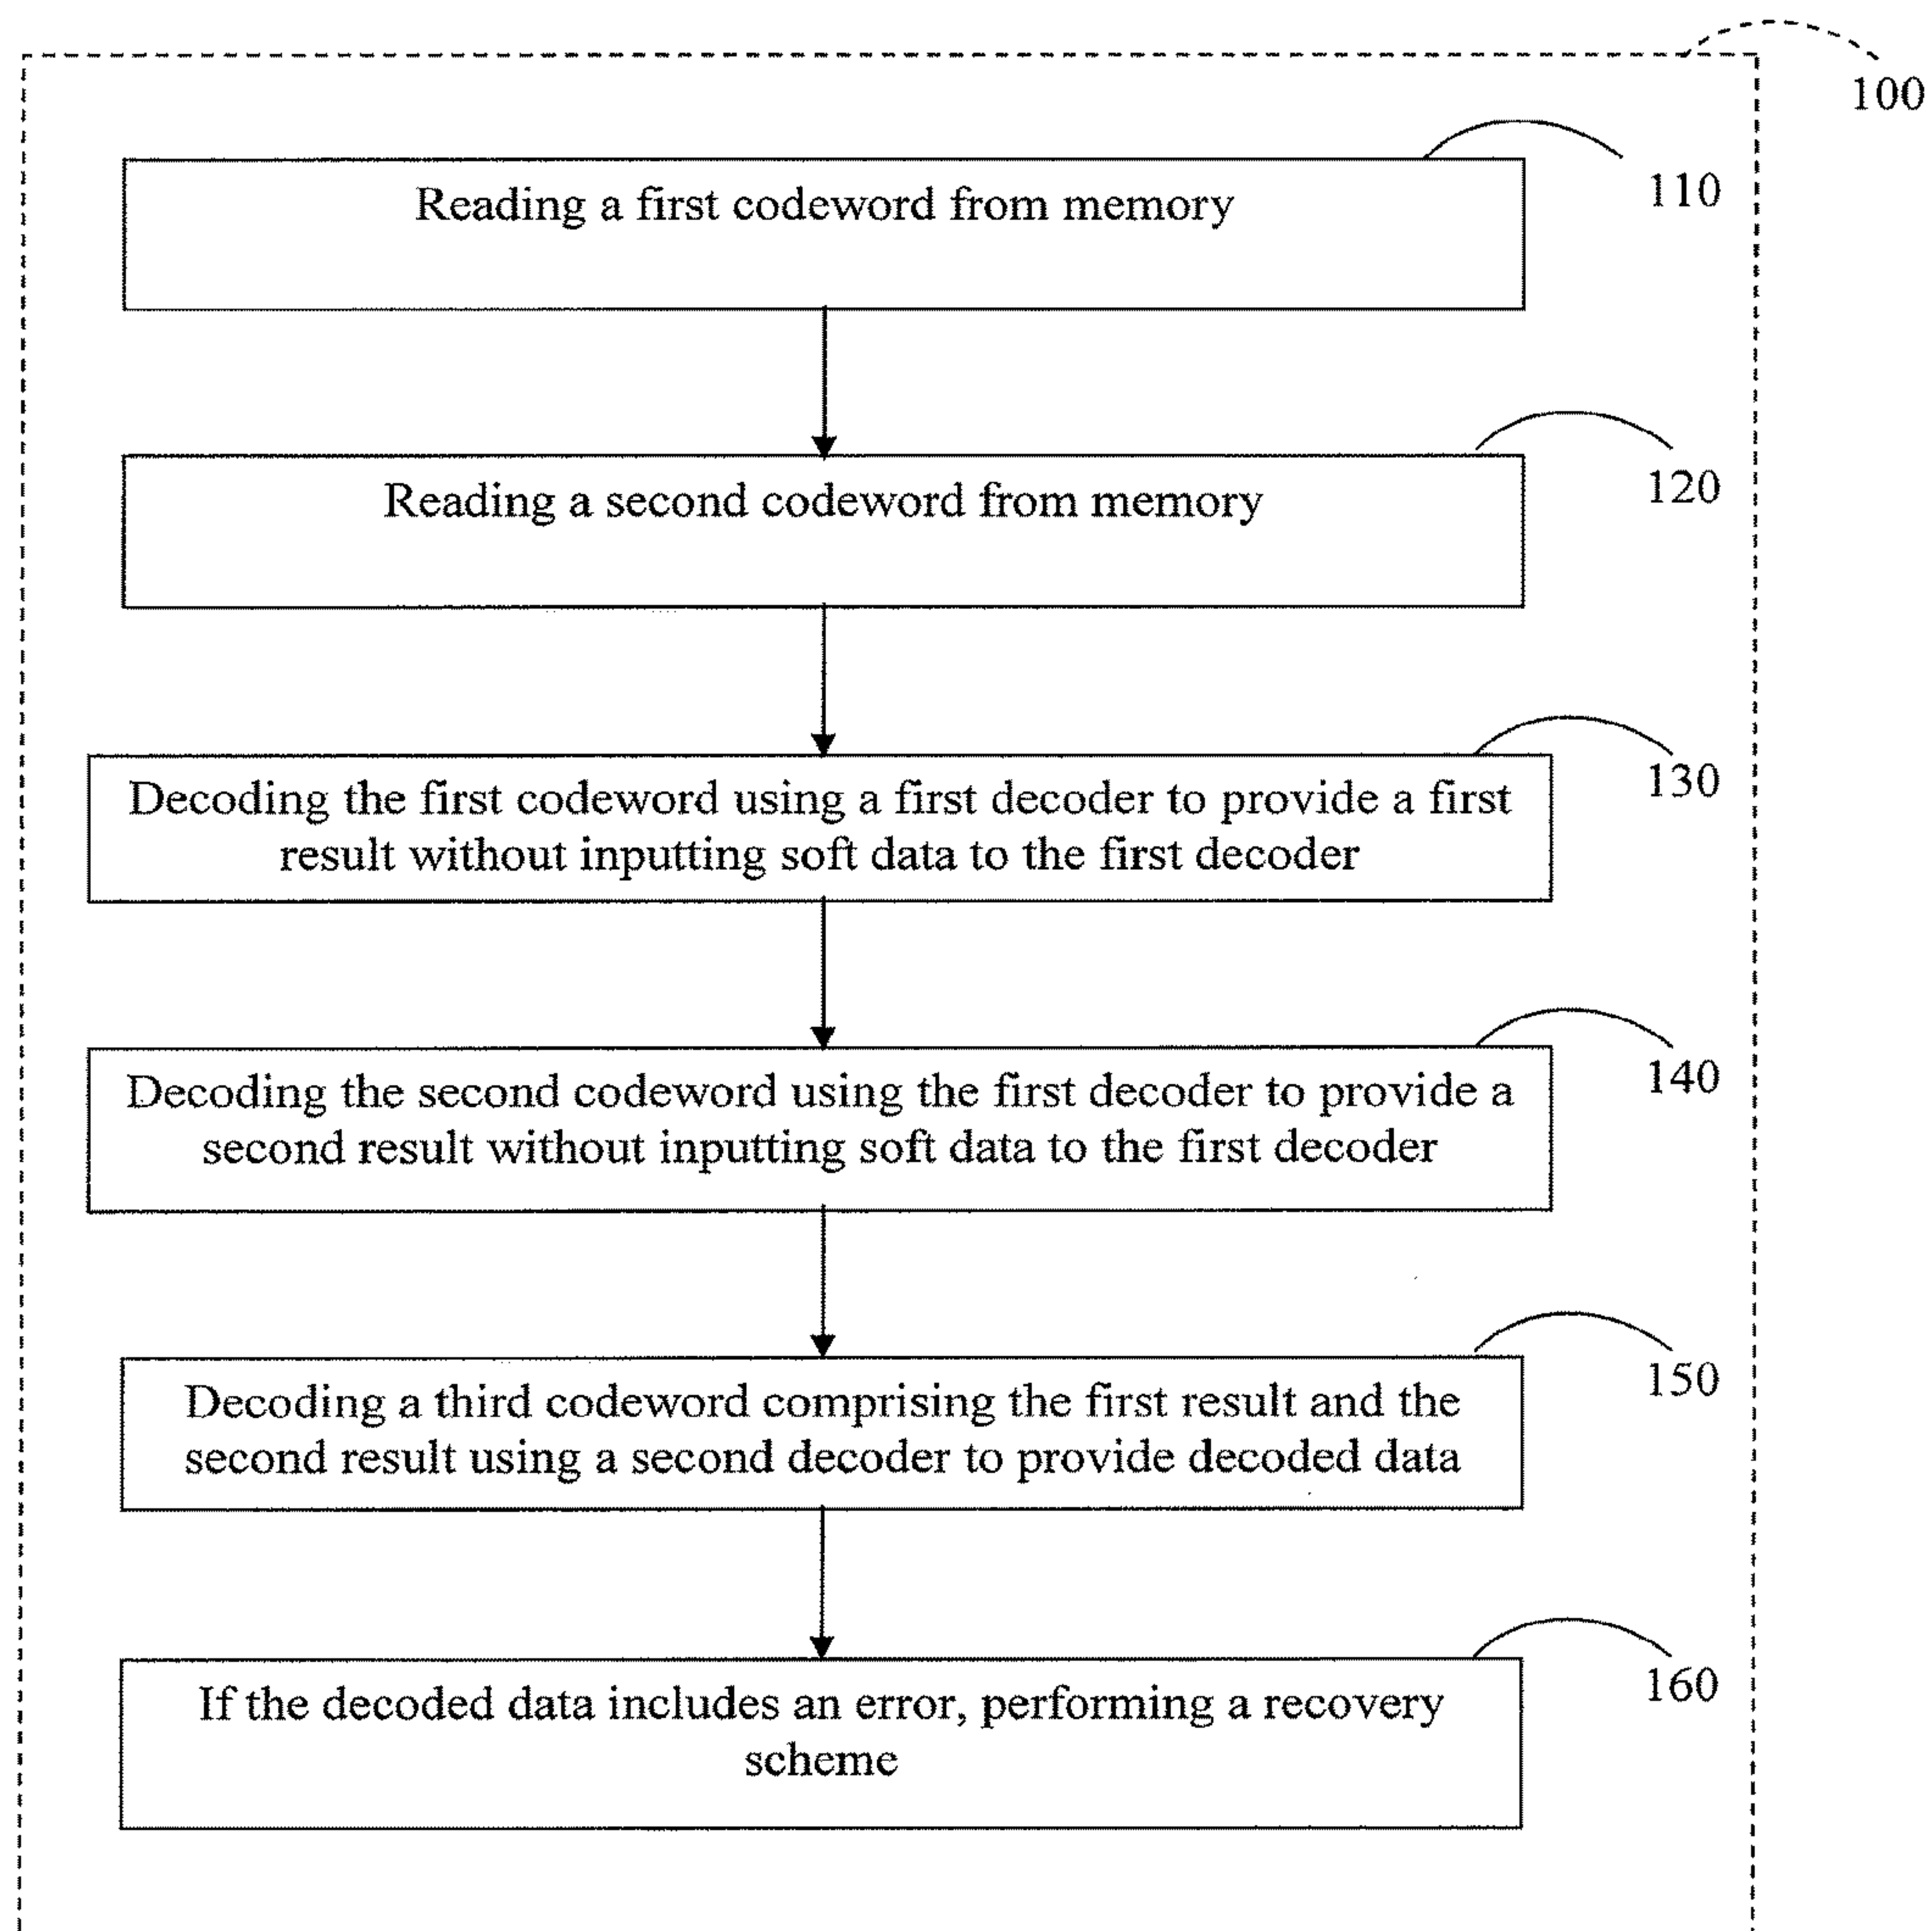 100
110
Reading a first codeword from memory
120
Reading a second codeword from memory
130
Decoding the first codeword using a first decoder to provide a first
result without inputting soft data to the first decoder
140
Decoding the second codeword using the first decoder to provide a
second result without inputting soft data to the first decoder
150
Decoding a third codeword comprising the first result and the
second result using a second decoder to provide decoded data
160
If the decoded data includes an error, performing a recovery
scheme